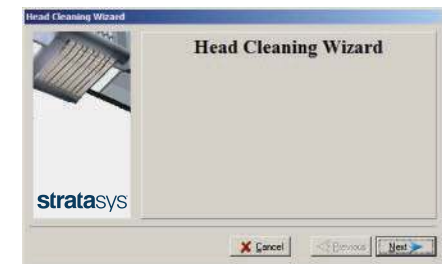 Head Cleaning Wizard
Head Cleaning Wizard
stratasys
Cancel
Previous
Next